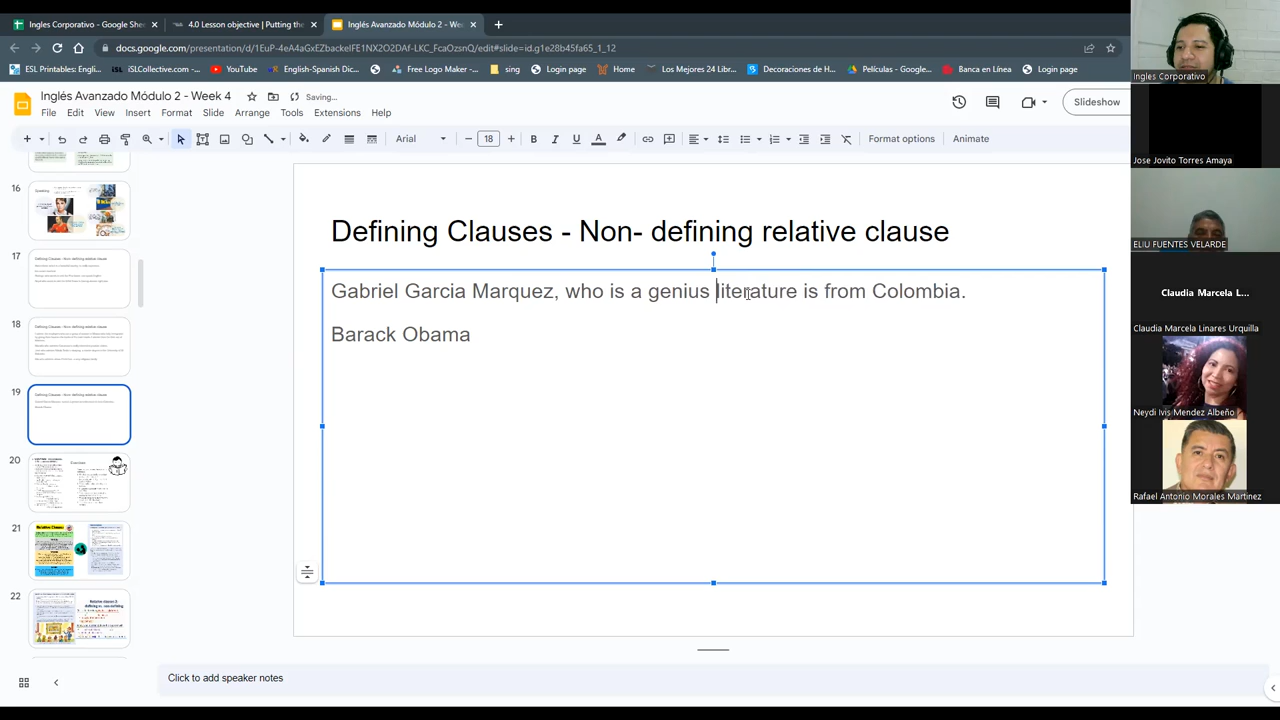 Ingles Corporativo - Google She
4.0 Lesson objective | Putting the
Inglés Avanzado Módulo 2 - We
docs.google.com/presentation/d/1EuP-4eA4aGxEZbackeIFE1NX2O2DAf-LKC_FcaOzsnQ/edit#slide=id.g1e28b45fa65_1_12
ESL Printables: Engli...
iSLCollective.com -...
YouTube
English-Spanish Dic...
Free Logo Maker -...
Login page
Home
Los Mejores 24 Libr...
Decoraciones de H...
Películas - Google...
Banca en Línea
Login page
Inglés Avanzado Módulo 2 - Week 4
Saving...
File Edit View Insert Format Slide Arrange Tools Extensions Help
Slideshow
Arial
18
Format options
Animate
16
17
18
19
20
21
22
Defining Clauses - Non- defining relative clause
Gabriel Garcia Marquez, who is a genius literature is from Colombia.
Barack Obama
Click to add speaker notes
Ingles Corporativo
Jose Jovito Torres Amaya
ELIU FUENTES VELARDE
Claudia Marcela L...
Claudia Marcela Linares Urquilla
Neydi Ivis Mendez Albeño
Rafael Antonio Morales Martinez